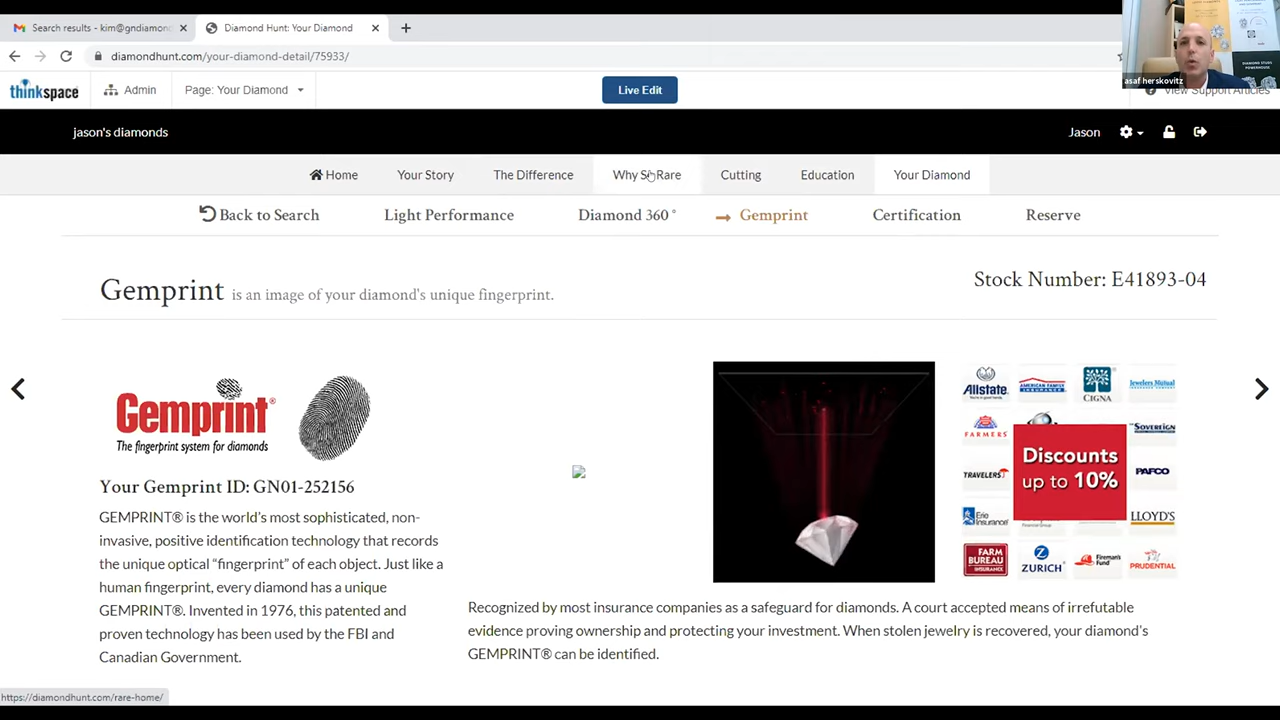 Search results - kim@gndiamon
Diamond Hunt: Your Diamond
diamondhunt.com/your-diamond-detail/75933/
asaf herskovitz
thinkspace
Admin
Page: Your Diamond
Live Edit
View Support Articles
jason's diamonds
Jason
Home
Your Story
The Difference
Why So Rare
Cutting
Education
Your Diamond
Back to Search
Light Performance
Diamond 360°
Gemprint
Certification
Reserve
Gemprint is an image of your diamond's unique fingerprint.
Stock Number: E41893-04
Gemprint®
The fingerprint system for diamonds
Allstate
You're in good hands.
AMERICAN FAMILY
INSURANCE
CIGNA
Jewelers Mutual
FARMERS
SOVEREIGN
TRAVELERS
Discounts
up to 10%
PAFCO
Erie
Insurance
LLOYD'S
FARM
BUREAU
INSURANCE
ZURICH
Fireman's
Fund
PRUDENTIAL
Your Gemprint ID: GN01-252156
GEMPRINT® is the world's most sophisticated, non-
invasive, positive identification technology that records
the unique optical “fingerprint” of each object. Just like a
human fingerprint, every diamond has a unique
GEMPRINT®. Invented in 1976, this patented and
proven technology has been used by the FBI and
Canadian Government.
Recognized by most insurance companies as a safeguard for diamonds. A court accepted means of irrefutable
evidence proving ownership and protecting your investment. When stolen jewelry is recovered, your diamond's
GEMPRINT® can be identified.
https://diamondhunt.com/rare-home/